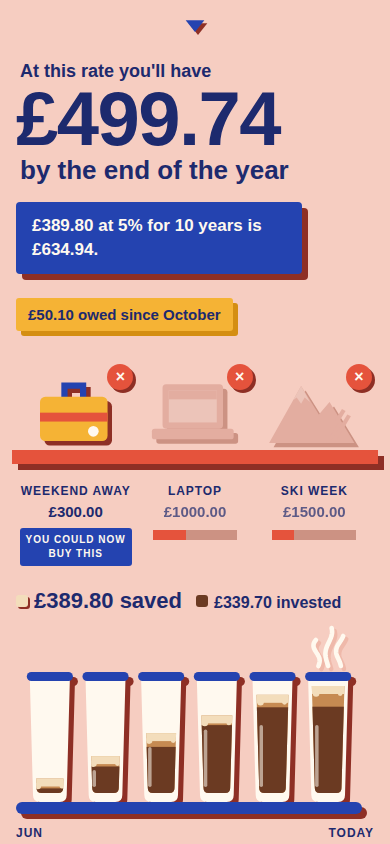 At this rate you'll have
£499.74
by the end of the year
£389.80 at 5% for 10 years is
£634.94.
£50.10 owed since October
WEEKEND AWAY
LAPTOP
SKI WEEK
£300.00
£1000.00
£1500.00
YOU COULD NOW
BUY THIS
£389.80 saved
£339.70 invested
JUN
TODAY